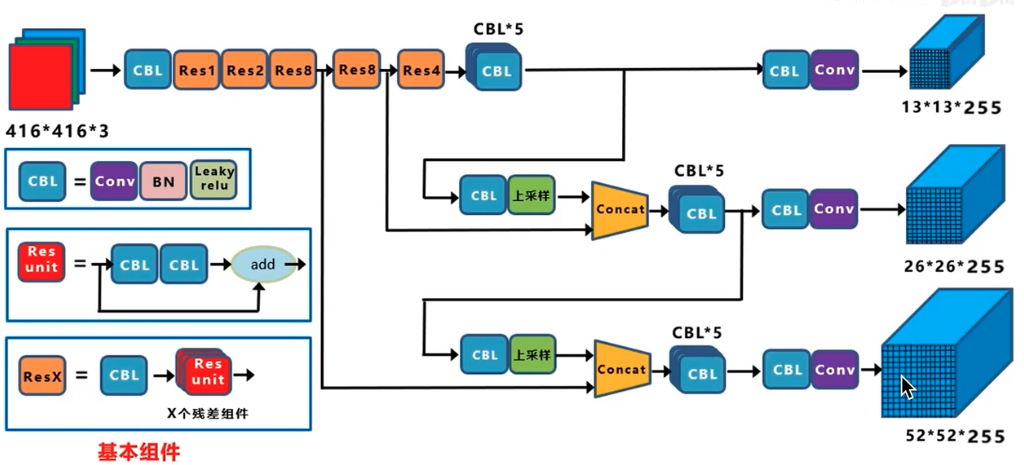 CBL*5
CBL Res1 Res2 Res8 Res8 Res4 CBL CBL Conv
416*416*3
13*13*255
CBL = Conv BN Leaky relu
CBL*5
CBL 上采样 Concat CBL CBL Conv
26*26*255
Res unit = CBL CBL add
CBL*5
CBL 上采样 Concat CBL CBL Conv
ResX = CBL Res unit
X个残差组件
52*52*255
基本组件